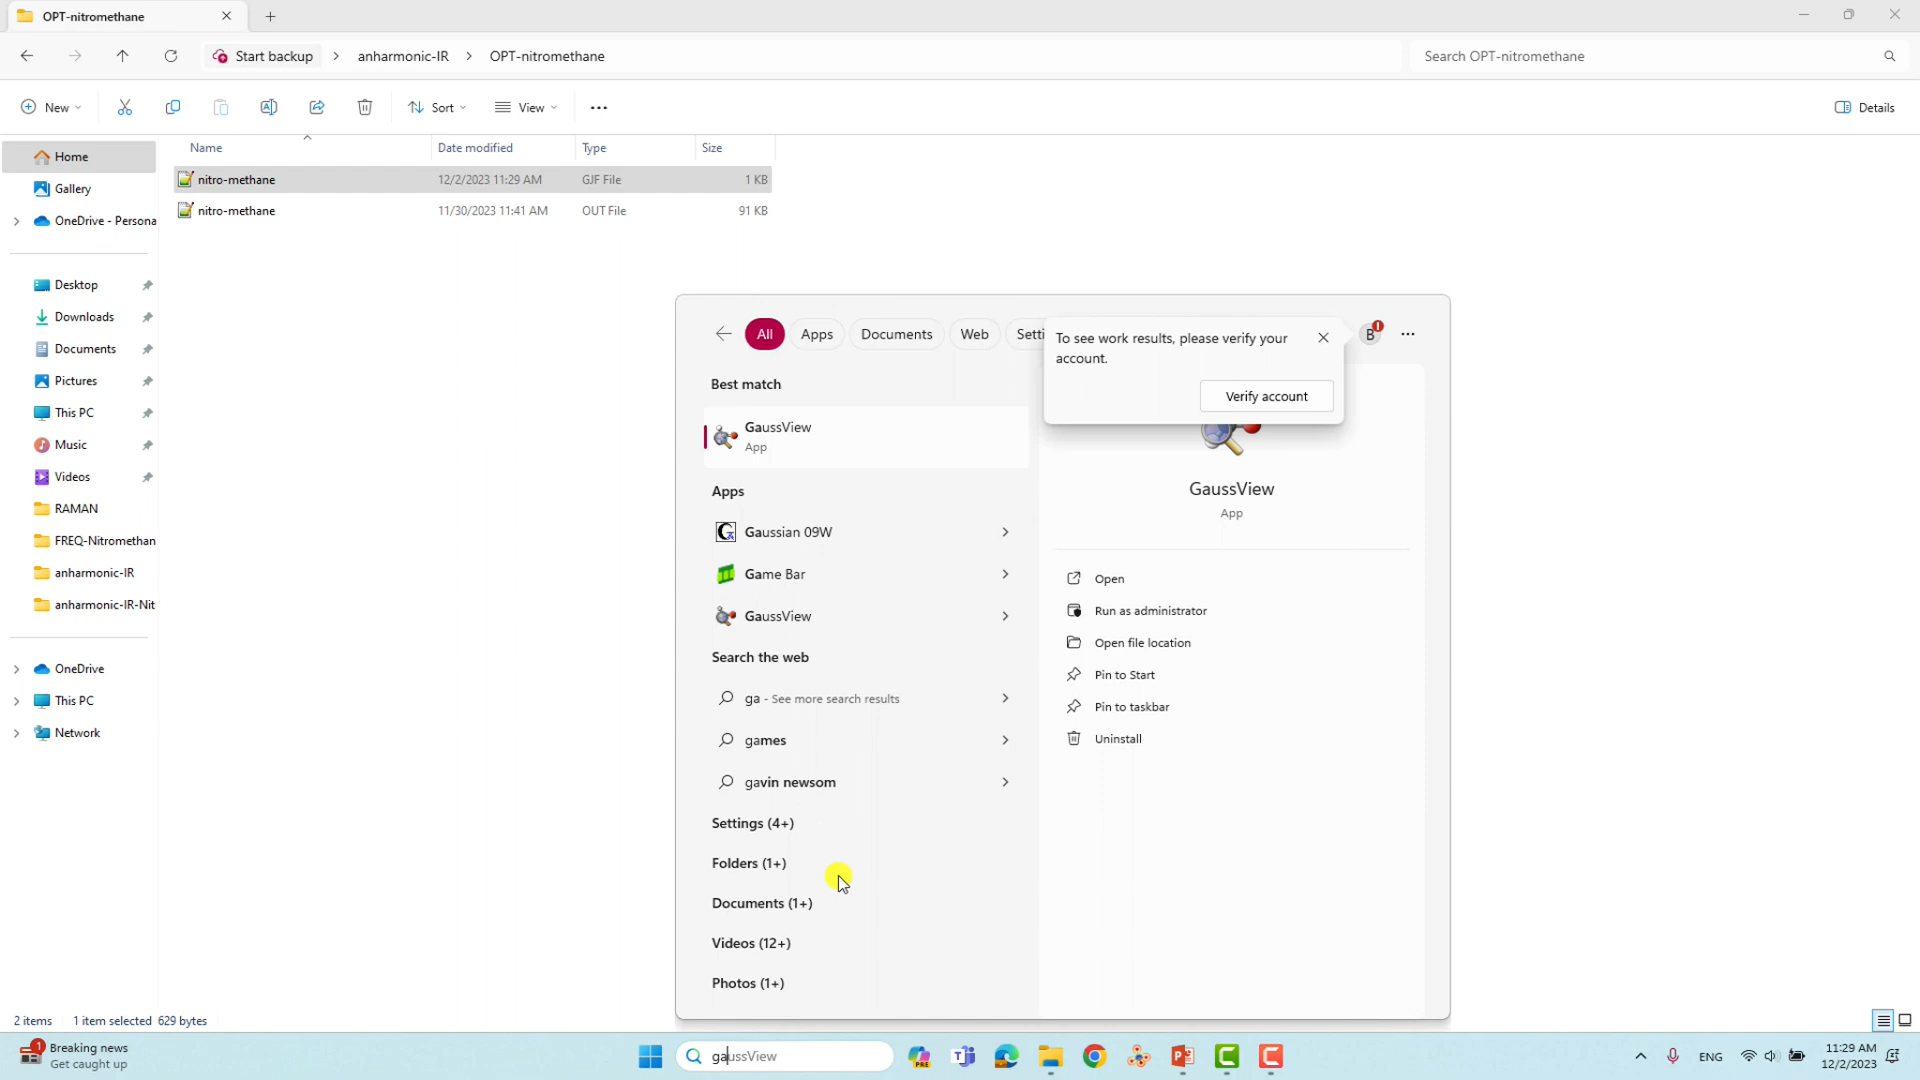 OPT-nitromethane
Start backup
anharmonic-IR
OPT-nitromethane
Search OPT-nitromethane
New
Sort
View
Details
Name
Date modified
Type
Size
nitro-methane
12/2/2023 11:29 AM
GJF File
1 KB
nitro-methane
11/30/2023 11:41 AM
OUT File
91 KB
Home
Gallery
OneDrive - Persona
Desktop
Downloads
Documents
Pictures
This PC
Music
Videos
RAMAN
FREQ-Nitromethan
anharmonic-IR
anharmonic-IR-Nit
OneDrive
This PC
Network
All
Apps
Documents
Web
Setti
B
To see work results, please verify your
account.
Verify account
Best match
GaussView
App
Apps
Gaussian 09W
Game Bar
GaussView
Search the web
ga - See more search results
games
gavin newsom
Settings (4+)
Folders (1+)
Documents (1+)
Videos (12+)
Photos (1+)
GaussView
App
Open
Run as administrator
Open file location
Pin to Start
Pin to taskbar
Uninstall
2 items
1 item selected 629 bytes
1
Breaking news
Get caught up
gaussView
PRE
ENG
11:29 AM
12/2/2023